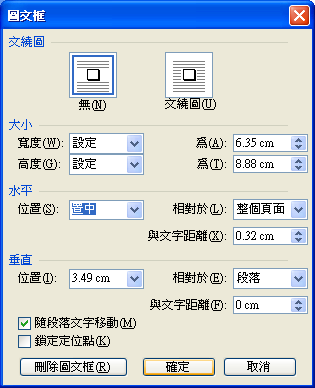 圖文框
文繞圖
無(N) 文繞圖(U)
大小
寬度(W): 設定 為(A): 6.35 cm
高度(G): 設定 為(T): 8.88 cm
水平
位置(S): 置中 相對於(L): 整個頁面
與文字距離(X): 0.32 cm
垂直
位置(I): 3.49 cm 相對於(E): 段落
與文字距離(F): 0 cm
隨段落文字移動(M)
鎖定定位點(K)
刪除圖文框(R) 確定 取消